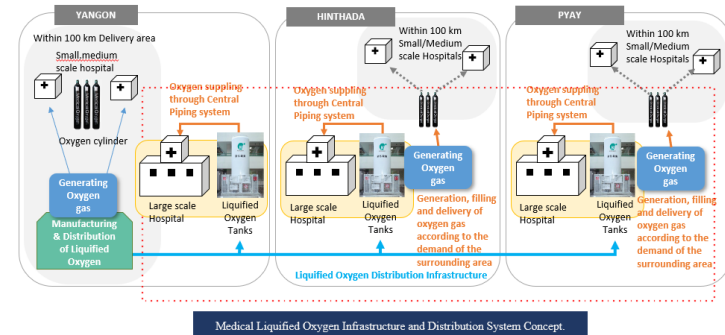 YANGON
Within 100 km Delivery area
Small,medium
scale hospital
Oxygen cylinder
Generating
Oxygen
gas
Manufacturing
& Distribution
of Liquified
Oxygen
Oxygen suppling
through Central
Piping system
Large scale
Hospital
Liquified
Oxygen
Tanks
HINTHADA
Within 100 km
Small/Medium
scale Hospitals
Oxygen suppling
through Central
Piping system
Large scale
Hospital
Liquified
Oxygen
Tanks
Generating
Oxygen
gas
Generation, filling
and delivery of
oxygen gas
according to the
demand of the
surrounding area
PYAY
Within 100 km
Small/Medium
scale Hospitals
Oxygen suppling
through Central
Piping system
Large scale
Hospital
Liquified
Oxygen
Tanks
Generating
Oxygen
gas
Generation, filling
and delivery of
oxygen gas
according to the
demand of the
surrounding area
Liquified Oxygen Distribution Infrastructure
Medical Liquified Oxygen Infrastructure and Distribution System Concept.